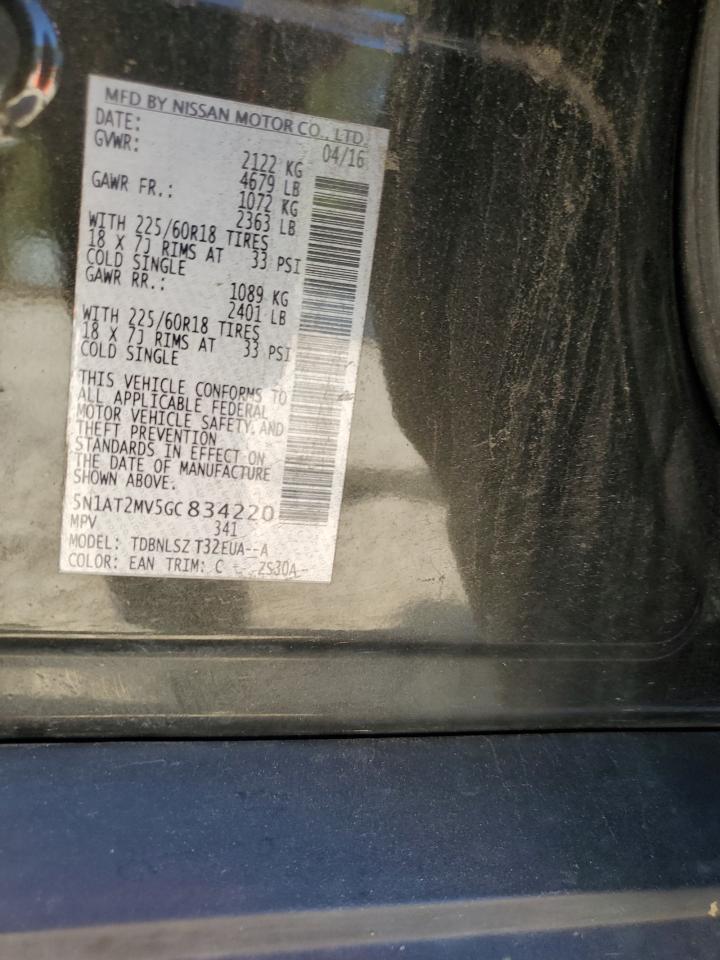 MFD BY NISSAN MOTOR CO., LTD.
DATE: 04/16
GVWR: 2122 KG
4679 LB
GAWR FR.: 1072 KG
2363 LB
WITH 225/60R18 TIRES
18 X 7J RIMS AT 33 PSI
COLD SINGLE
GAWR RR.: 1089 KG
2401 LB
WITH 225/60R18 TIRES
18 X 7J RIMS AT 33 PSI
COLD SINGLE
THIS VEHICLE CONFORMS TO
ALL APPLICABLE FEDERAL
MOTOR VEHICLE SAFETY AND
THEFT PREVENTION
STANDARDS IN EFFECT ON
THE DATE OF MANUFACTURE
SHOWN ABOVE.
5N1AT2MV5GC834220
MPV 341
MODEL: TDBNLSZ T32EUA--A
COLOR: EAN TRIM: C - ZS30A-